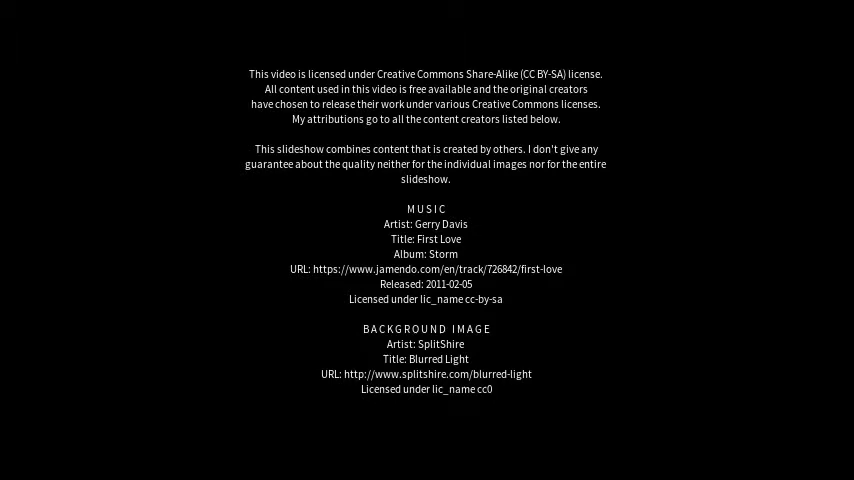 This video is licensed under Creative Commons Share-Alike (CC BY-SA) license.
All content used in this video is free available and the original creators
have chosen to release their work under various Creative Commons licenses.
My attributions go to all the content creators listed below.
This slideshow combines content that is created by others. I don't give any
guarantee about the quality neither for the individual images nor for the entire
slideshow.
MUSIC
Artist: Gerry Davis
Title: First Love
Album: Storm
URL: https://www.jamendo.com/en/track/726842/first-love
Released: 2011-02-05
Licensed under lic_name cc-by-sa
BACKGROUND IMAGE
Artist: SplitShire
Title: Blurred Light
URL: http://www.splitshire.com/blurred-light
Licensed under lic_name cc0